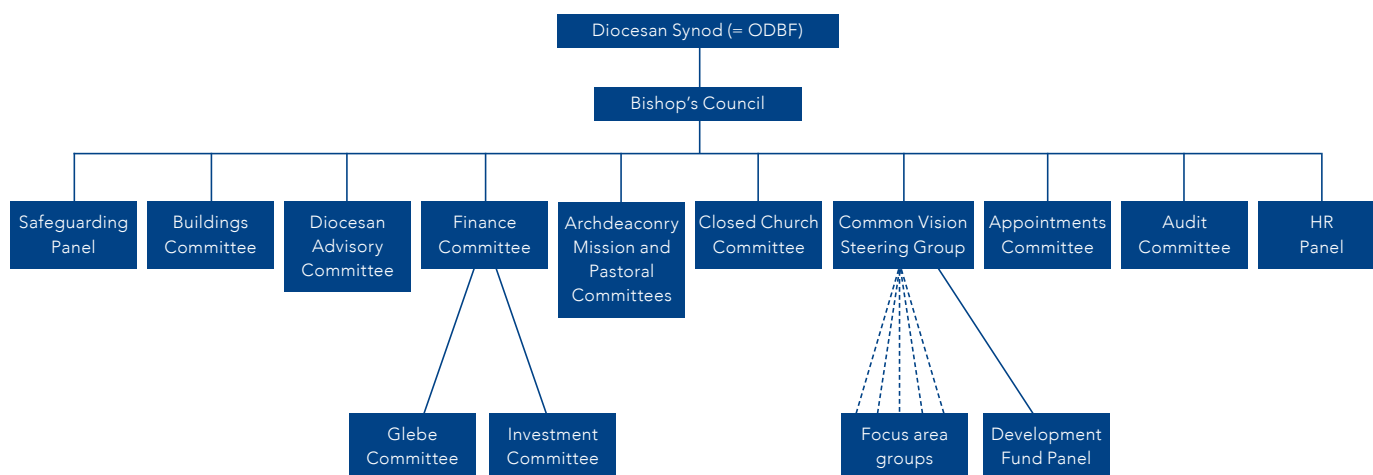 Diocesan Synod (= ODBF)
Bishop’s Council
Safeguarding
Panel
Buildings
Committee
Diocesan
Advisory
Committee
Finance
Committee
Archdeaconry
Mission and
Pastoral
Committees
Closed Church
Committee
Common Vision
Steering Group
Appointments
Committee
Audit
Committee
HR
Panel
Glebe
Committee
Investment
Committee
Focus area
groups
Development
Fund Panel